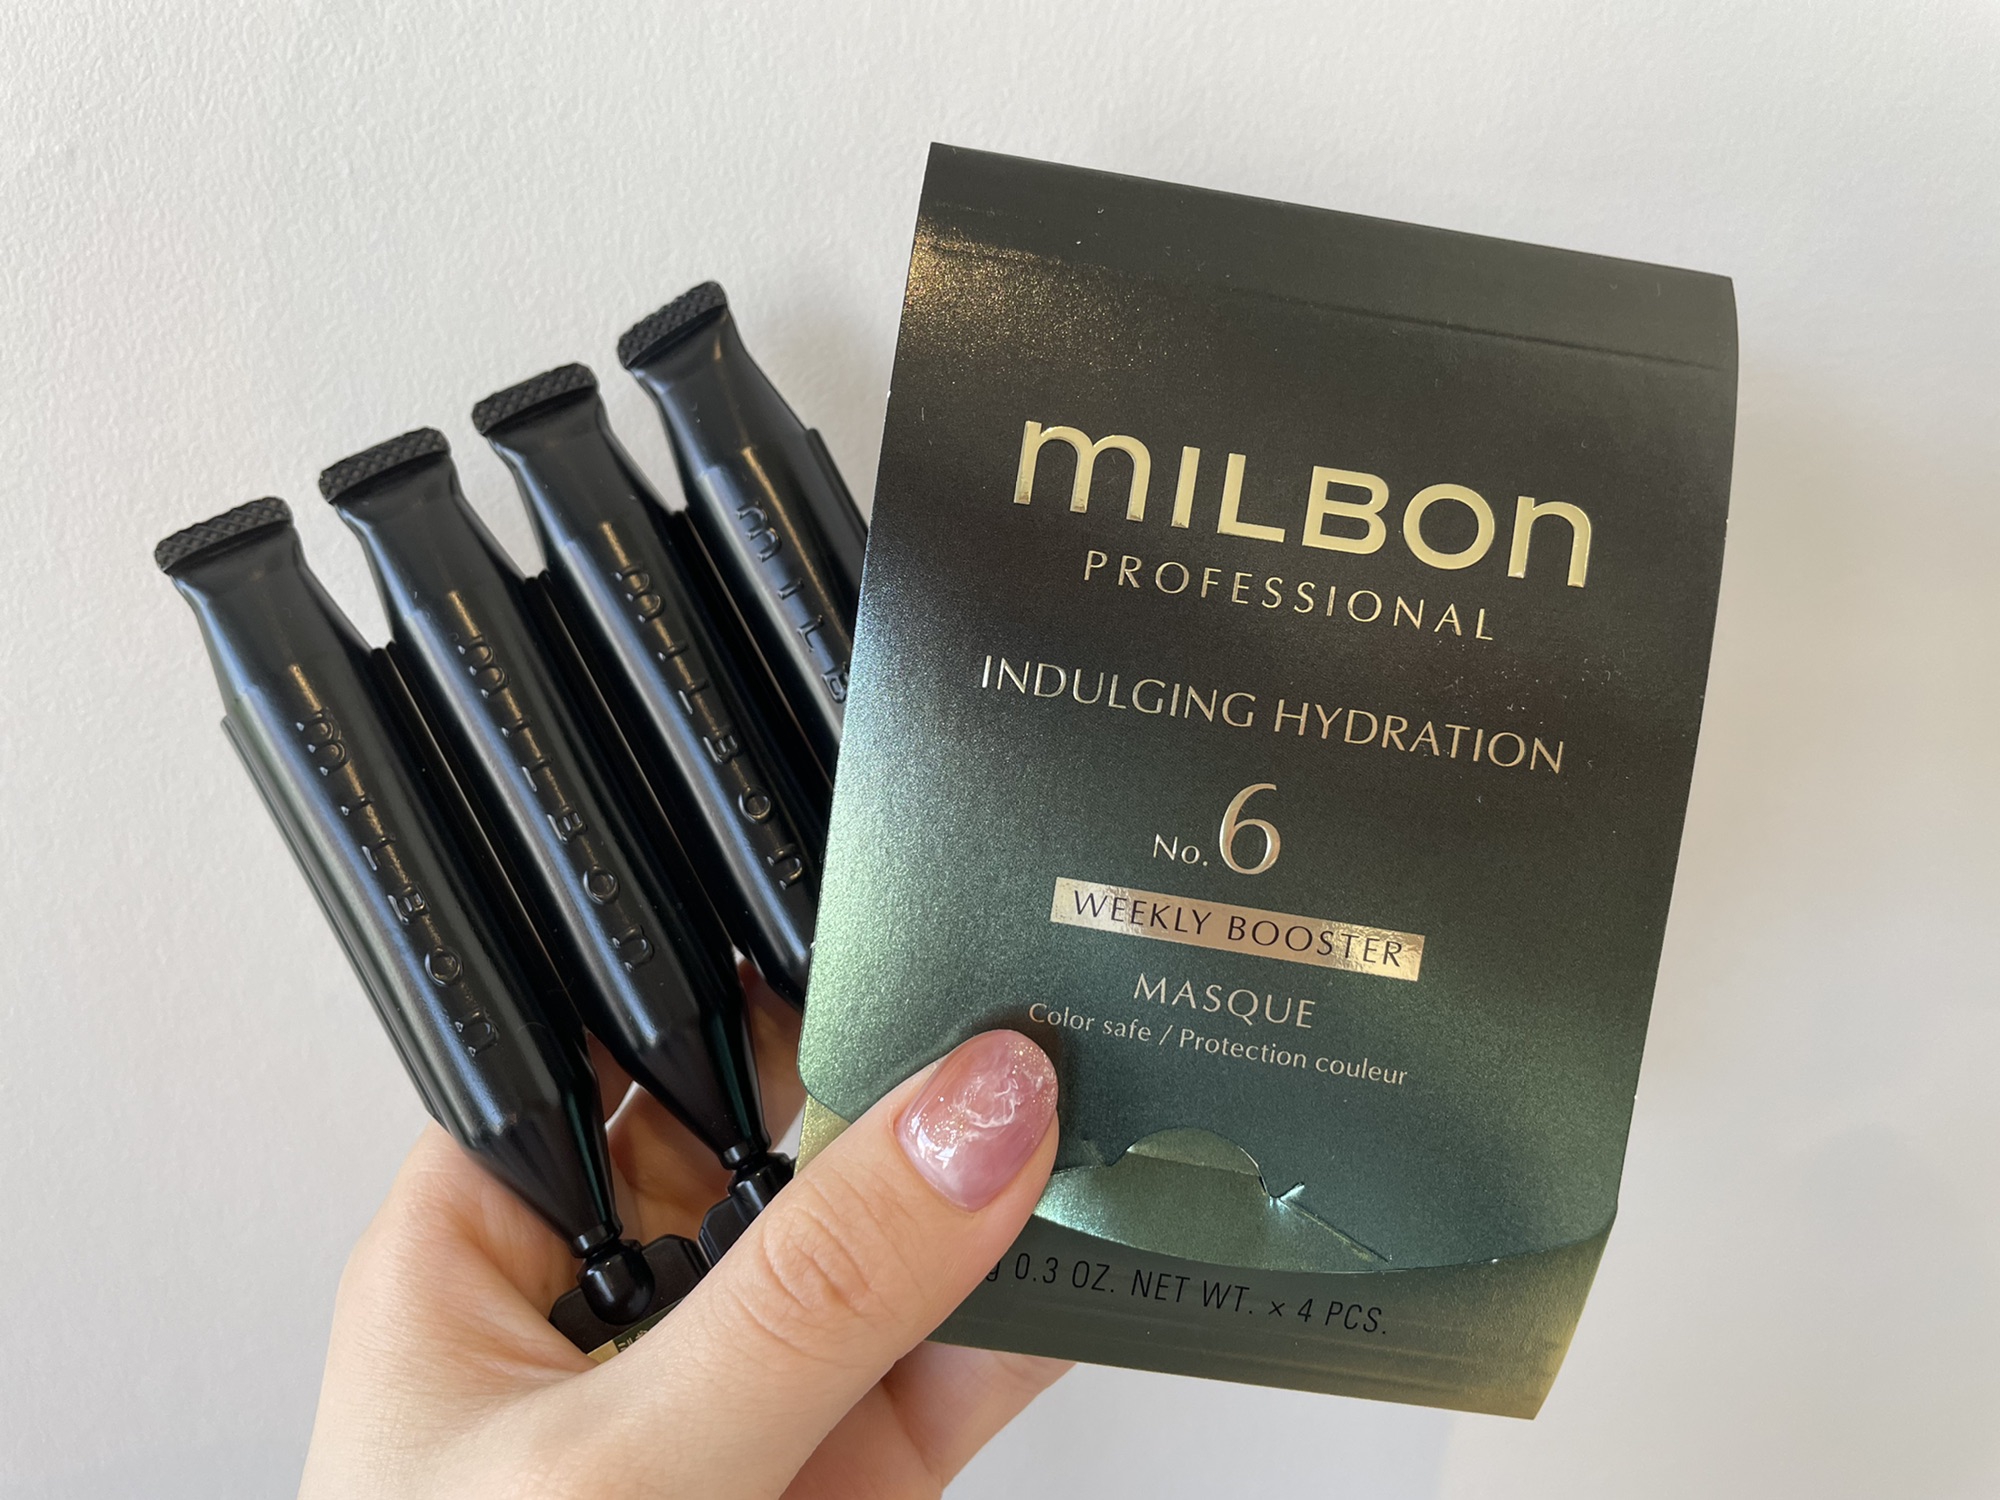 mILBon
mILBon
mILBon
mILB
mILBon
PROFESSIONAL
INDULGING HYDRATION
No.6
WEEKLY BOOSTER
MASQUE
Color safe / Protection couleur
0.3 OZ. NET WT. × 4 PCS.